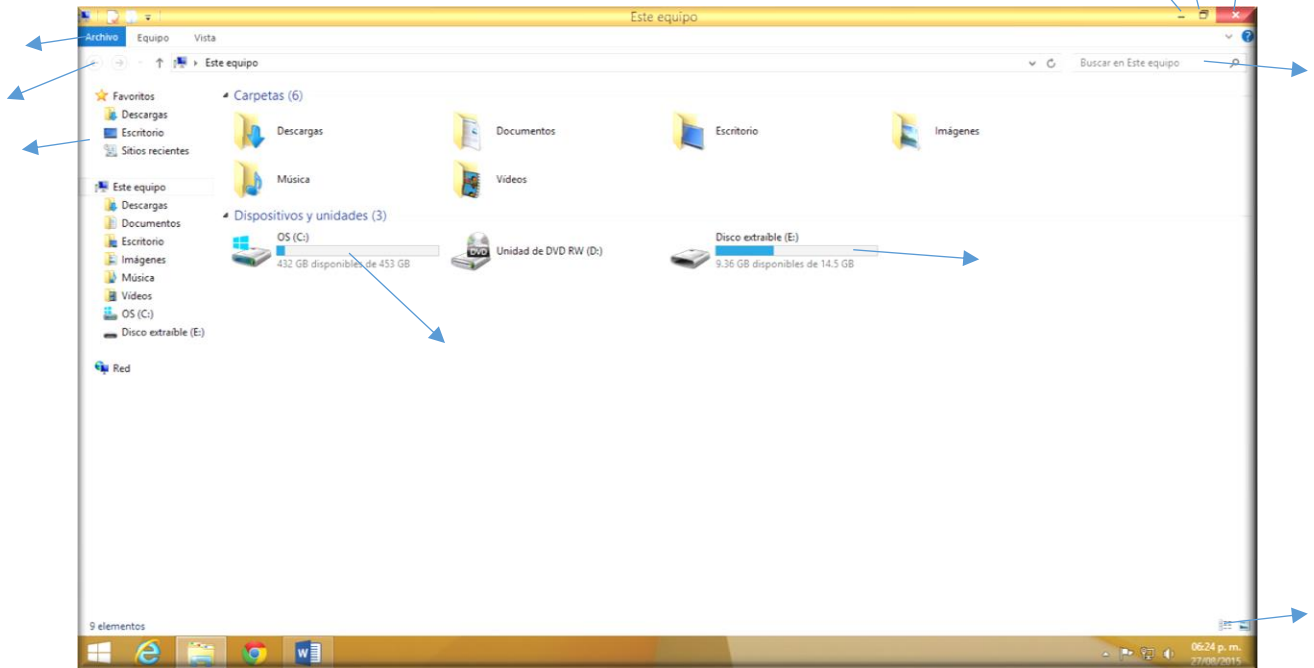 Este equipo
Archivo Equipo Vista
Este equipo Buscar en Este equipo
Favoritos
Descargas
Escritorio
Sitios recientes
Este equipo
Descargas
Documentos
Escritorio
Imágenes
Música
Vídeos
OS (C:)
Disco extraíble (E:)
Red
Carpetas (6)
Descargas Documentos Escritorio Imágenes
Música Vídeos
Dispositivos y unidades (3)
OS (C:)
432 GB disponibles de 453 GB
DVD
Unidad de DVD RW (D:)
Disco extraíble (E:)
9.36 GB disponibles de 14.5 GB
9 elementos
06:24 p. m.
27/08/2015